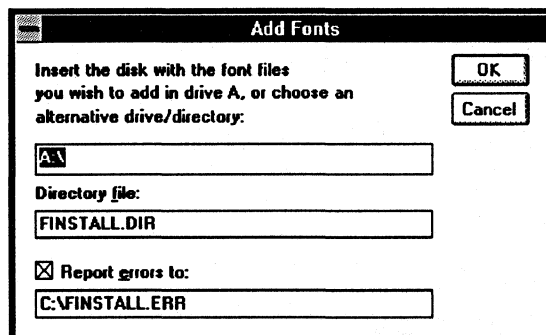 Add Fonts
Insert the disk with the font files
you wish to add in drive A, or choose an
alternative drive/directory:
OK
Cancel
A:\
Directory file:
FINSTALL.DIR
Report errors to:
C:\FINSTALL.ERR